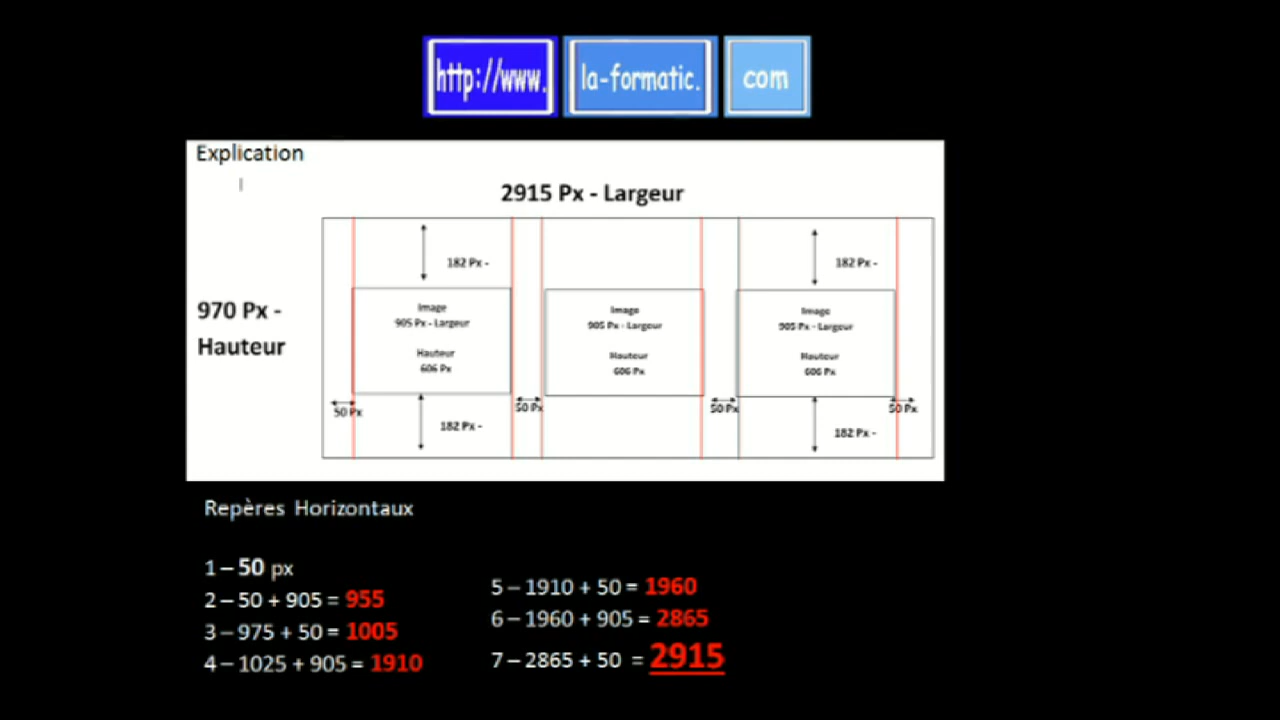 http://www. la-formatic. com
Explication
2915 Px - Largeur
182 Px -
182 Px -
970 Px -
Hauteur
Image
905 Px - Largeur
Hauteur
606 Px
Image
905 Px - Largeur
Hauteur
606 Px
Image
905 Px - Largeur
Hauteur
606 Px
50 Px
50 Px
50 Px
50 Px
182 Px -
182 Px -
Repères Horizontaux
1 – 50 px
2 – 50 + 905 = 955
3 – 975 + 50 = 1005
4 – 1025 + 905 = 1910
5 – 1910 + 50 = 1960
6 – 1960 + 905 = 2865
7 – 2865 + 50 = 2915